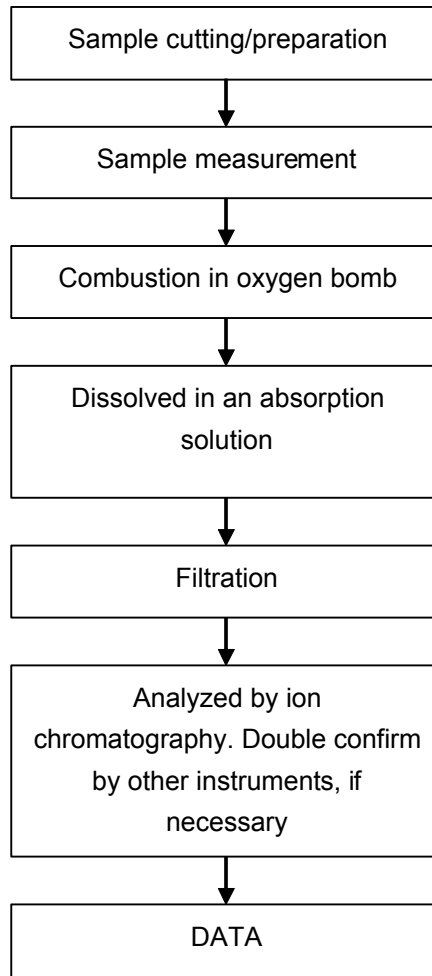 Sample cutting/preparation
Sample measurement
Combustion in oxygen bomb
Dissolved in an absorption
solution
Filtration
Analyzed by ion
chromatography. Double confirm
by other instruments, if
necessary
DATA